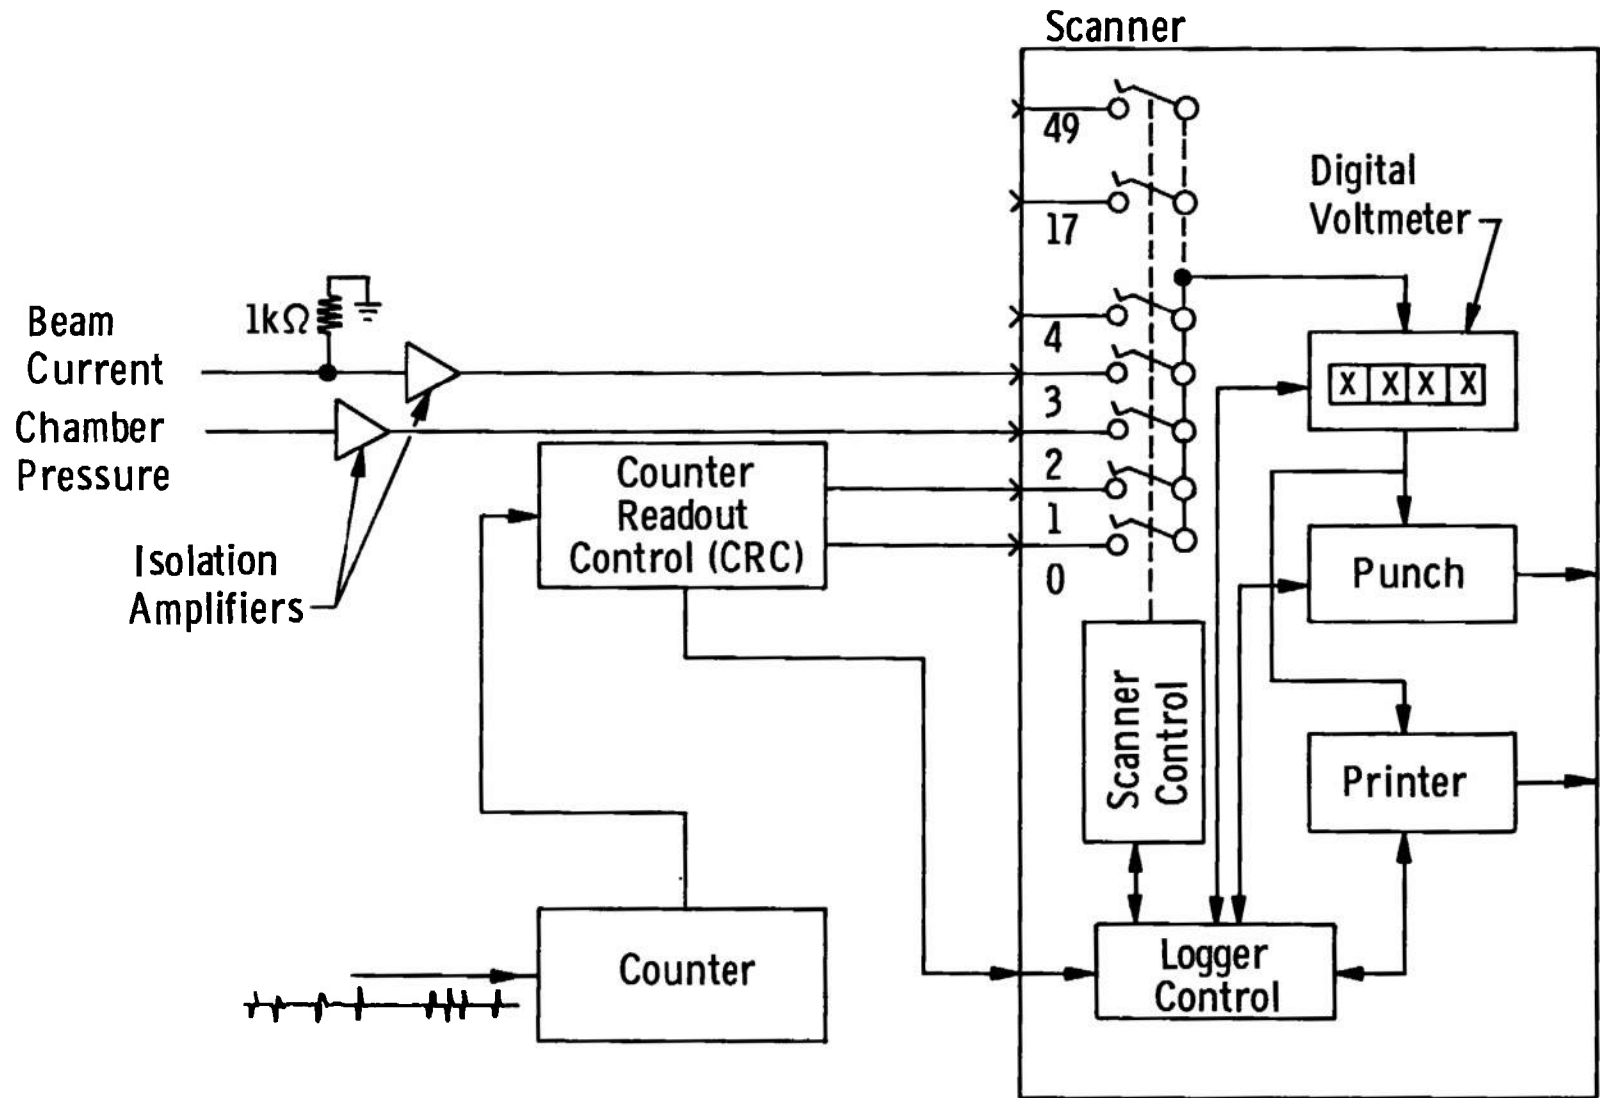 Scanner
49
17
4
3
2
1
0
Digital
Voltmeter
X X X X
1kΩ
Beam
Current
Chamber
Pressure
Isolation
Amplifiers
Counter
Readout
Control (CRC)
Punch
Scanner
Control
Printer
Counter
Logger
Control